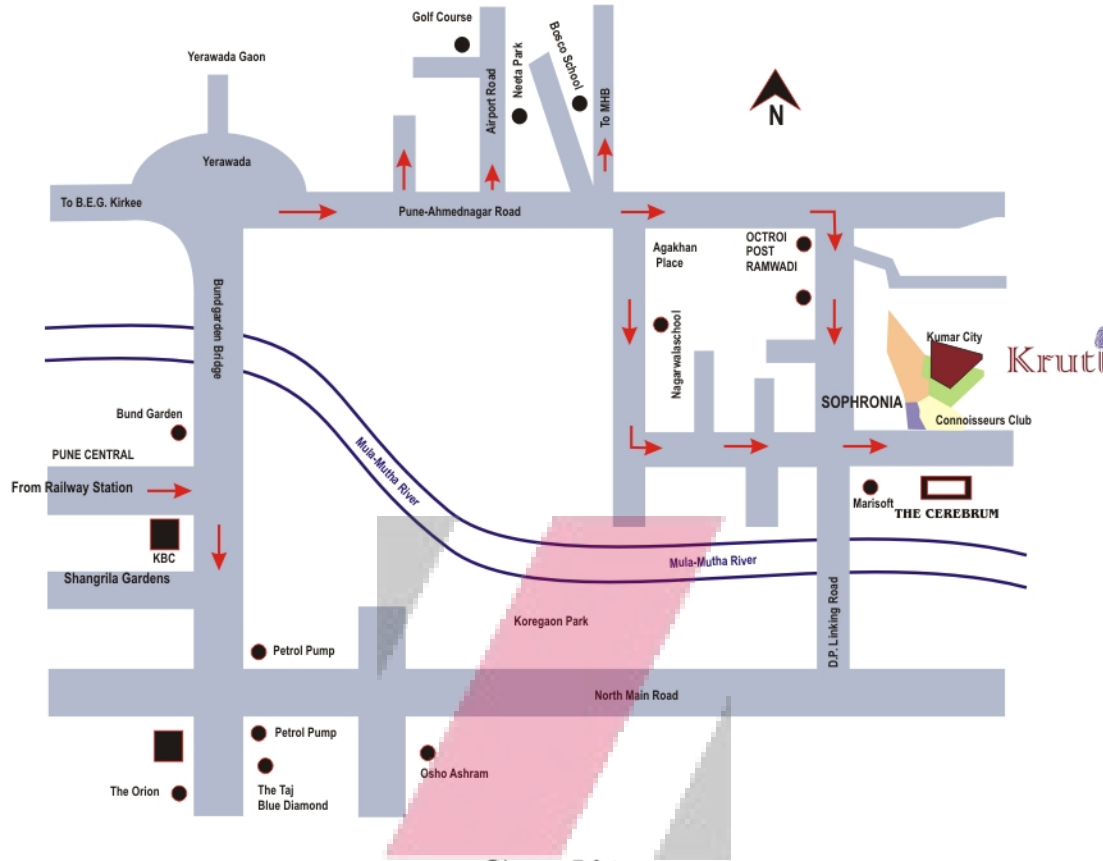 Golf Course
Yerawada Gaon
Airport Road
Neeta Park
Bosco School
To MHB
N
Yerawada
To B.E.G. Kirkee
Pune-Ahmednagar Road
Agakhan
Place
OCTROI
POST
RAMWADI
Bundgarden Bridge
Nagarwalaschool
Kumar City
SOPHRONIA
Connoisseurs Club
Bund Garden
PUNE CENTRAL
From Railway Station
Mula-Mutha River
Marisoft
THE CEREBRUM
KBC
Shangrila Gardens
Mula-Mutha River
Koregaon Park
D.P. Linking Road
Petrol Pump
North Main Road
Petrol Pump
Osho Ashram
The Orion
The Taj
Blue Diamond